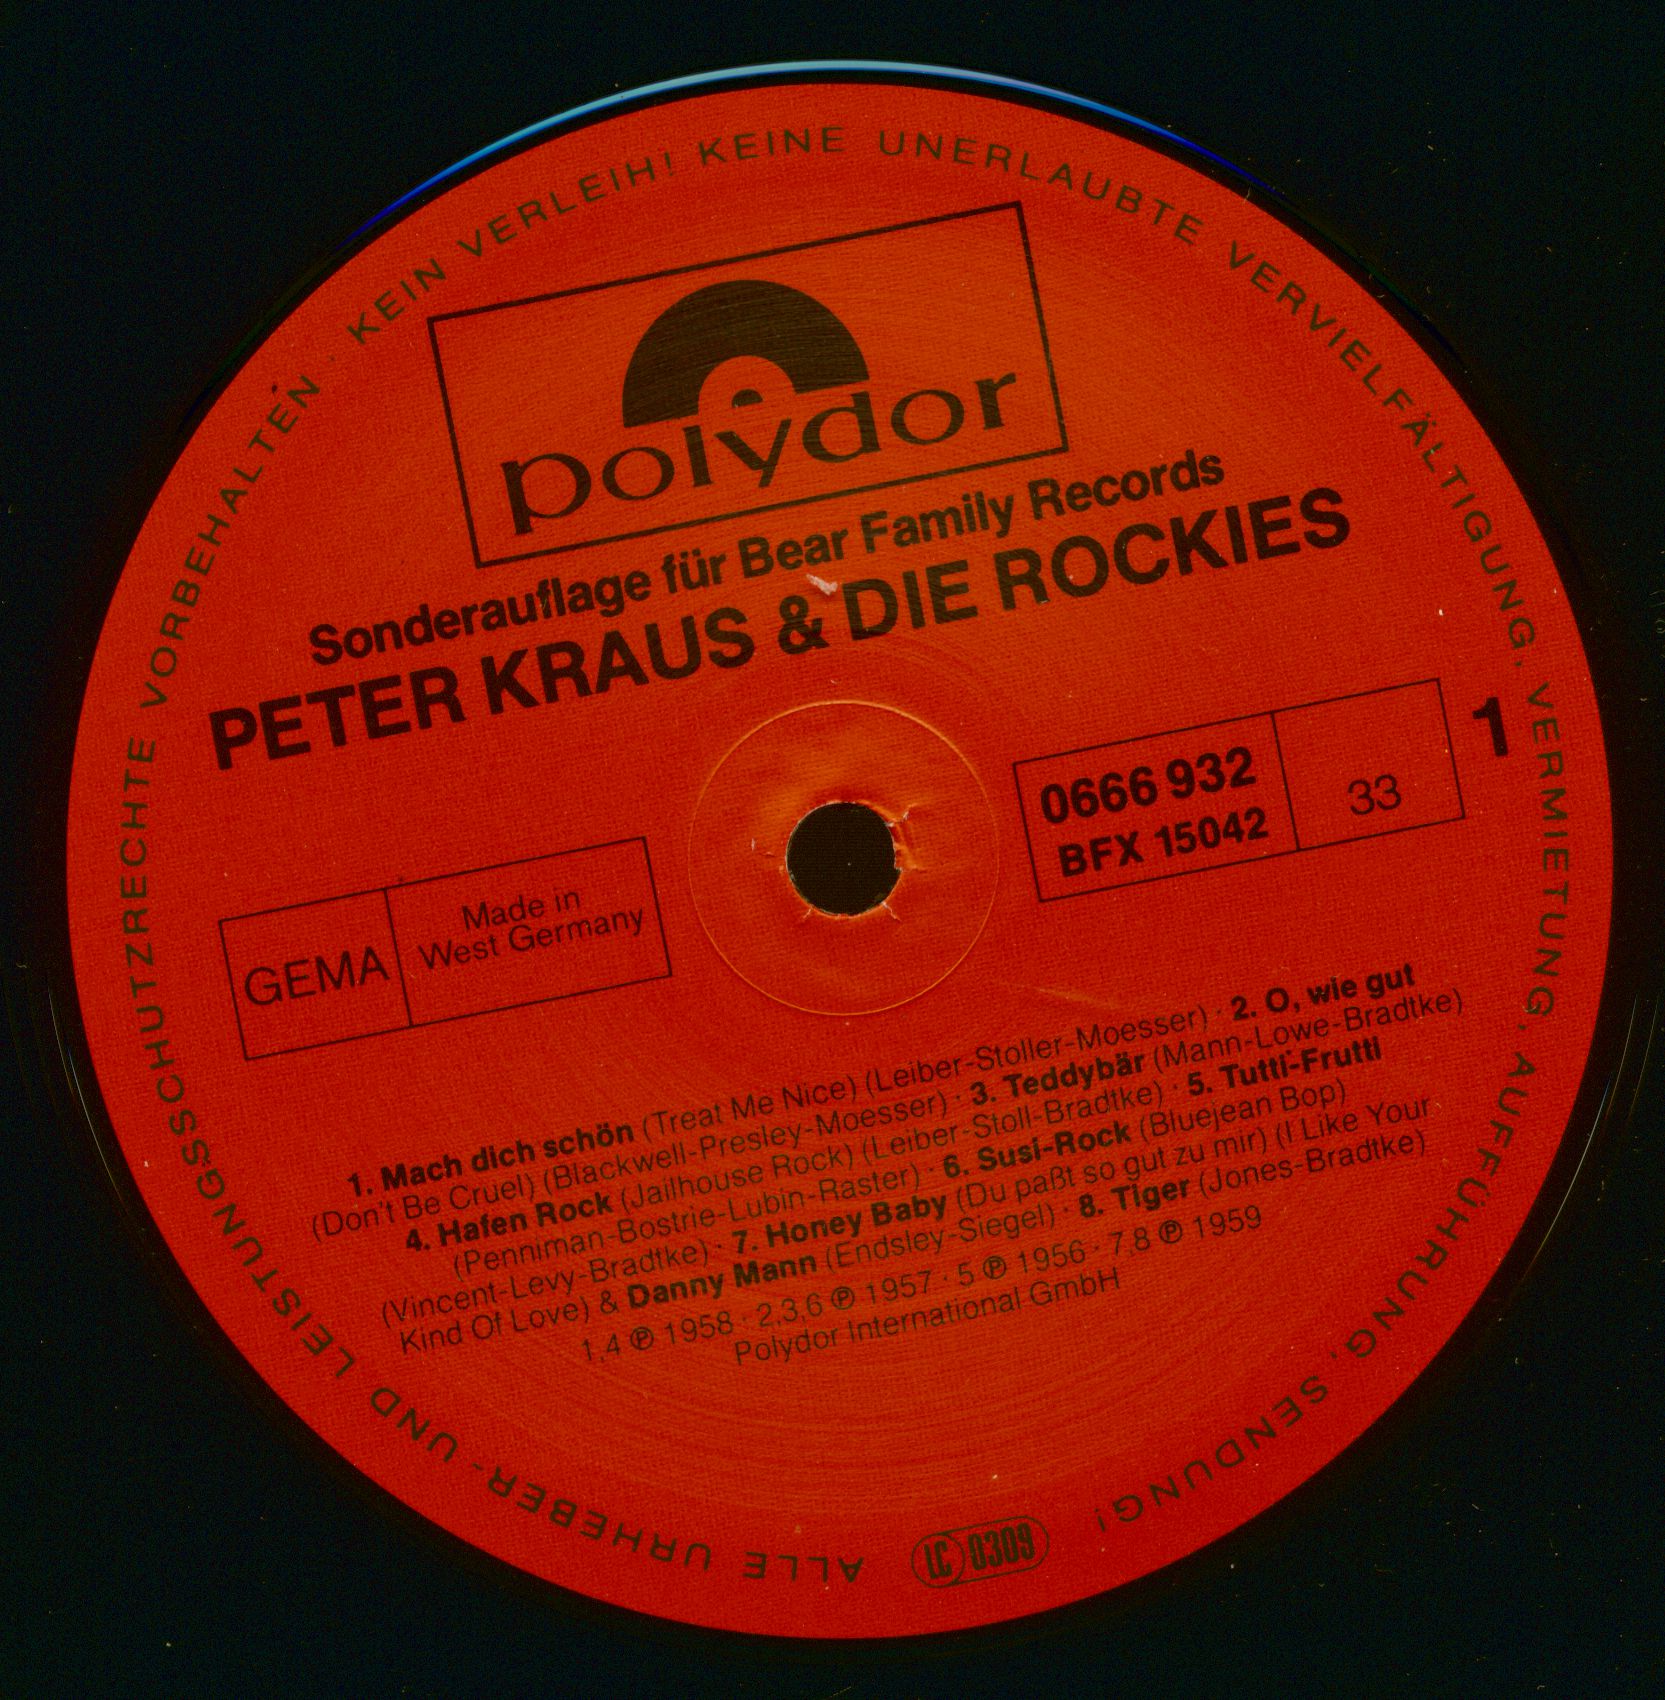 ALLE URHEBER- UND LEISTUNGSSCHUTZRECHTE VORBEHALTEN · KEIN VERLEIH! KEINE UNERLAUBTE VERVIELFÄLTIGUNG, VERMIETUNG, AUFFÜHRUNG, SENDUNG!
polydor
Sonderauflage für Bear Family Records
PETER KRAUS & DIE ROCKIES
1
0666 932
BFX 15042
33
GEMA
Made in
West Germany
1. Mach dich schön (Treat Me Nice) (Leiber-Stoller-Moesser) · 2. O, wie gut
(Don't Be Cruel) (Blackwell-Presley-Moesser) · 3. Teddybär (Mann-Lowe-Bradtke)
4. Hafen Rock (Jailhouse Rock) (Leiber-Stoll-Bradtke) · 5. Tutti-Frutti
(Penniman-Bostrie-Lubin-Raster) · 6. Susi-Rock (Bluejean Bop)
(Vincent-Levy-Bradtke) · 7. Honey Baby (Du paßt so gut zu mir) (I Like Your
Kind Of Love) & Danny Mann (Endsley-Siegel) · 8. Tiger (Jones-Bradtke)
1,4 ℗ 1958 · 2,3,6 ℗ 1957 · 5 ℗ 1956 · 7,8 ℗ 1959
Polydor International GmbH
LC 0309